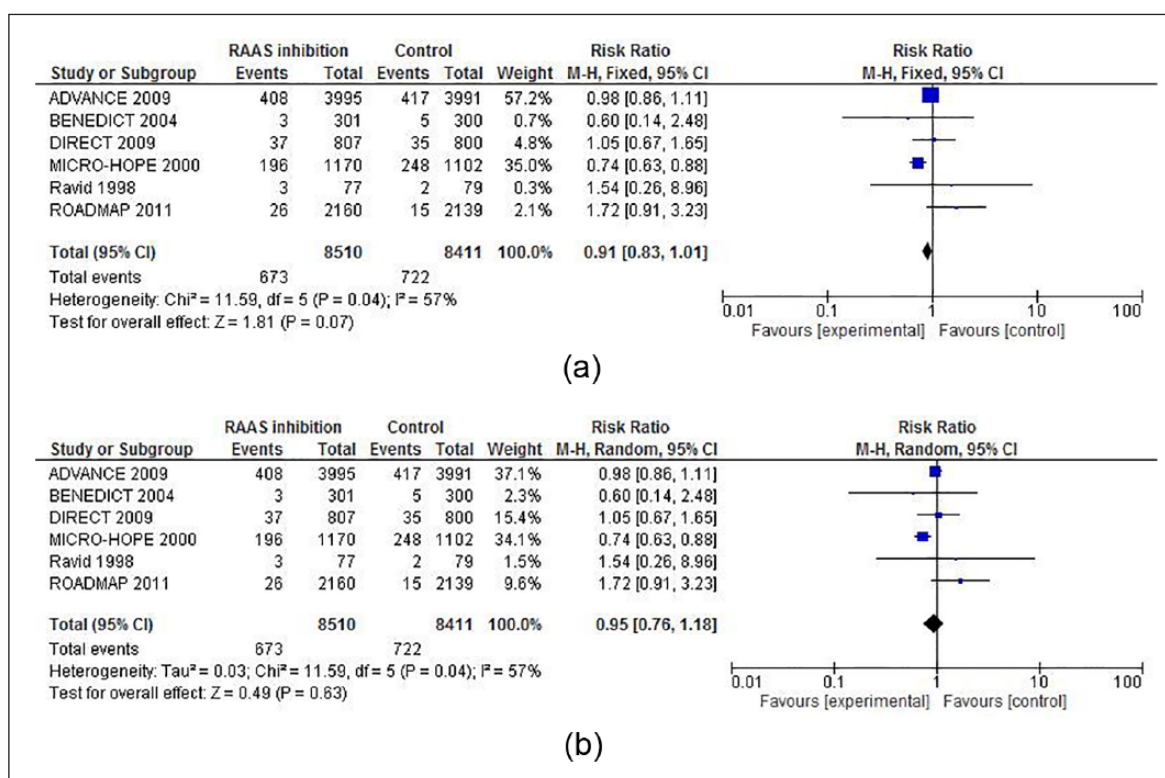 RAAS inhibition Control Risk Ratio Risk Ratio
Study or Subgroup Events Total Events Total Weight M-H, Fixed, 95% CI M-H, Fixed, 95% CI
ADVANCE 2009 408 3995 417 3991 57.2% 0.98 [0.86, 1.11]
BENEDICT 2004 3 301 5 300 0.7% 0.60 [0.14, 2.48]
DIRECT 2009 37 807 35 800 4.8% 1.05 [0.67, 1.65]
MICRO-HOPE 2000 196 1170 248 1102 35.0% 0.74 [0.63, 0.88]
Ravid 1998 3 77 2 79 0.3% 1.54 [0.26, 8.96]
ROADMAP 2011 26 2160 15 2139 2.1% 1.72 [0.91, 3.23]
Total (95% CI) 8510 8411 100.0% 0.91 [0.83, 1.01]
Total events 673 722
Heterogeneity: Chi² = 11.59, df = 5 (P = 0.04); I² = 57%
Test for overall effect: Z = 1.81 (P = 0.07)
0.01 0.1 1 10 100
Favours [experimental] Favours [control]
(a)
RAAS inhibition Control Risk Ratio Risk Ratio
Study or Subgroup Events Total Events Total Weight M-H, Random, 95% CI M-H, Random, 95% CI
ADVANCE 2009 408 3995 417 3991 37.1% 0.98 [0.86, 1.11]
BENEDICT 2004 3 301 5 300 2.3% 0.60 [0.14, 2.48]
DIRECT 2009 37 807 35 800 15.4% 1.05 [0.67, 1.65]
MICRO-HOPE 2000 196 1170 248 1102 34.1% 0.74 [0.63, 0.88]
Ravid 1998 3 77 2 79 1.5% 1.54 [0.26, 8.96]
ROADMAP 2011 26 2160 15 2139 9.6% 1.72 [0.91, 3.23]
Total (95% CI) 8510 8411 100.0% 0.95 [0.76, 1.18]
Total events 673 722
Heterogeneity: Tau² = 0.03; Chi² = 11.59, df = 5 (P = 0.04); I² = 57%
Test for overall effect: Z = 0.49 (P = 0.63)
0.01 0.1 1 10 100
Favours [experimental] Favours [control]
(b)